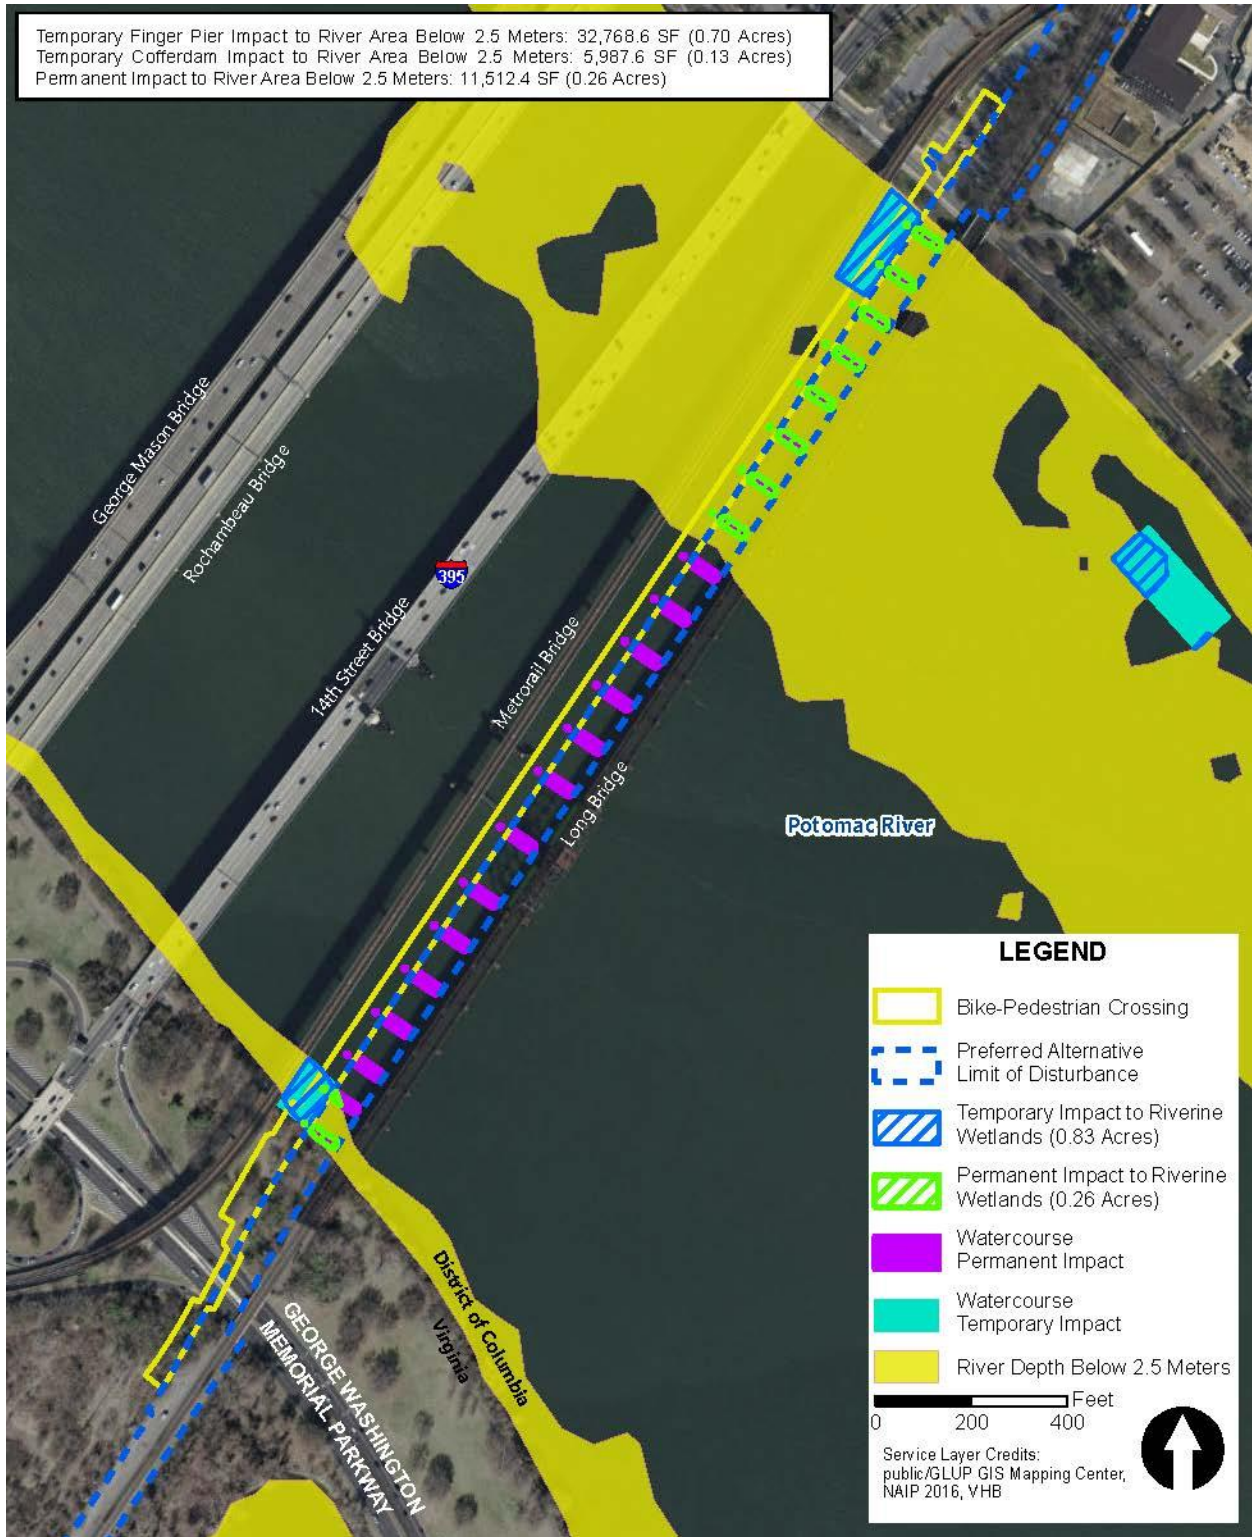 Temporary Finger Pier Impact to River Area Below 2.5 Meters: 32,768.6 SF (0.70 Acres)
Temporary Cofferdam Impact to River Area Below 2.5 Meters: 5,987.6 SF (0.13 Acres)
Permanent Impact to River Area Below 2.5 Meters: 11,512.4 SF (0.26 Acres)
George Mason Bridge
Rochambeau Bridge
395
14th Street Bridge
Metrorail Bridge
Long Bridge
Potomac River
District of Columbia
Virginia
GEORGE WASHINGTON
MEMORIAL PARKWAY
LEGEND
Bike-Pedestrian Crossing
Preferred Alternative
Limit of Disturbance
Temporary Impact to Riverine
Wetlands (0.83 Acres)
Permanent Impact to Riverine
Wetlands (0.26 Acres)
Watercourse
Permanent Impact
Watercourse
Temporary Impact
River Depth Below 2.5 Meters
Feet
0 200 400
Service Layer Credits:
public/GLUP GIS Mapping Center,
NAIP 2016, VHB